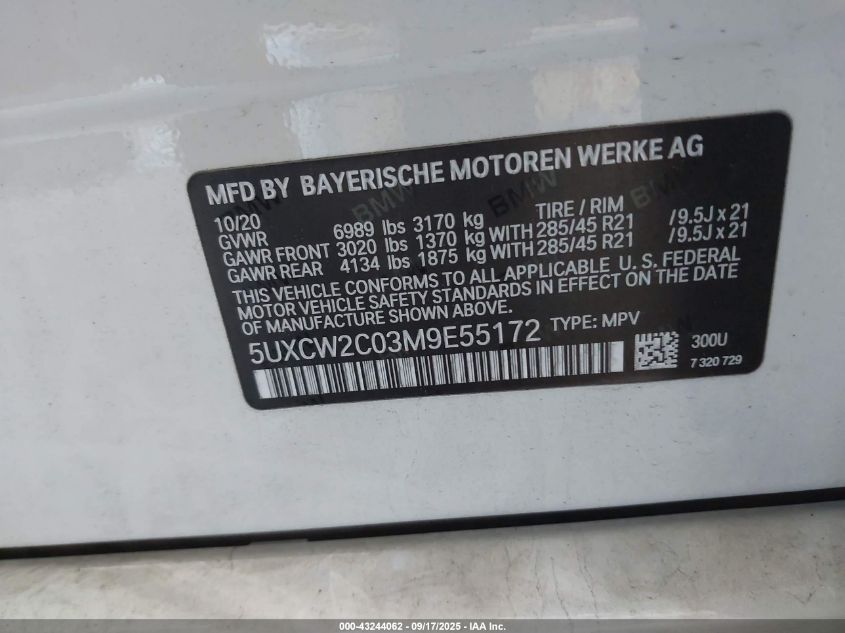 MFD BY BAYERISCHE MOTOREN WERKE AG
10/20 TIRE / RIM
GVWR 6989 lbs 3170 kg
GAWR FRONT 3020 lbs 1370 kg WITH 285/45 R21 /9.5J x 21
GAWR REAR 4134 lbs 1875 kg WITH 285/45 R21 /9.5J x 21
THIS VEHICLE CONFORMS TO ALL APPLICABLE U. S. FEDERAL
MOTOR VEHICLE SAFETY STANDARDS IN EFFECT ON THE DATE
OF MANUFACTURE SHOWN ABOVE.
5UXCW2C03M9E55172 TYPE: MPV
300U
7 320 729
000-43244062 - 09/17/2025 - IAA Inc.